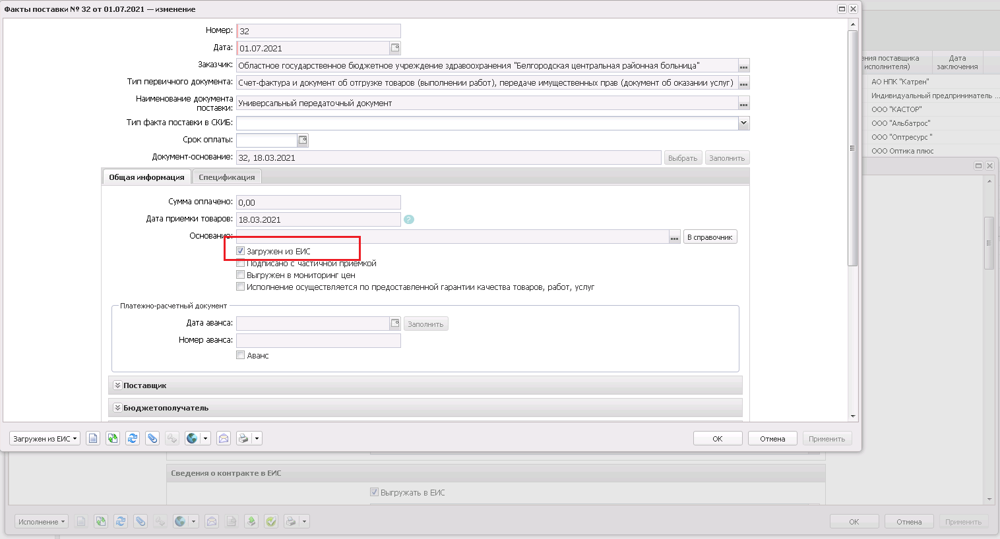 Факты поставки № 32 от 01.07.2021 — изменение
Номер: 32
Дата: 01.07.2021
Заказчик: Областное государственное бюджетное учреждение здравоохранения "Белгородская центральная районная больница"
Тип первичного документа: Счет-фактура и документ об отгрузке товаров (выполнении работ), передаче имущественных прав (документ об оказании услуг)
Наименование документа
поставки: Универсальный передаточный документ
Тип факта поставки в СКИБ:
Срок оплаты:
Документ-основание: 32, 18.03.2021 Выбрать Заполнить
Общая информация Спецификация
Сумма оплачено: 0,00
Дата приемки товаров: 18.03.2021 ?
Основание: ... В справочник
Загружен из ЕИС
Подписано с частичной приемкой
Выгружен в мониторинг цен
Исполнение осуществляется по предоставленной гарантии качества товаров, работ, услуг
Платежно-расчетный документ
Дата аванса: Заполнить
Номер аванса:
Аванс
Поставщик
Бюджетополучатель
Загружен из ЕИС ОК Отмена Применить
поставщика
исполнителя)
Дата
заключения
АО НПК "Катрен"
Индивидуальный предприниматель ...
ООО "КАСТОР"
ООО "Альбатрос"
ООО "Оптресурс "
ООО Оптика плюс
Сведения о контракте в ЕИС
Выгружать в ЕИС
Исполнение ОК Отмена Применить